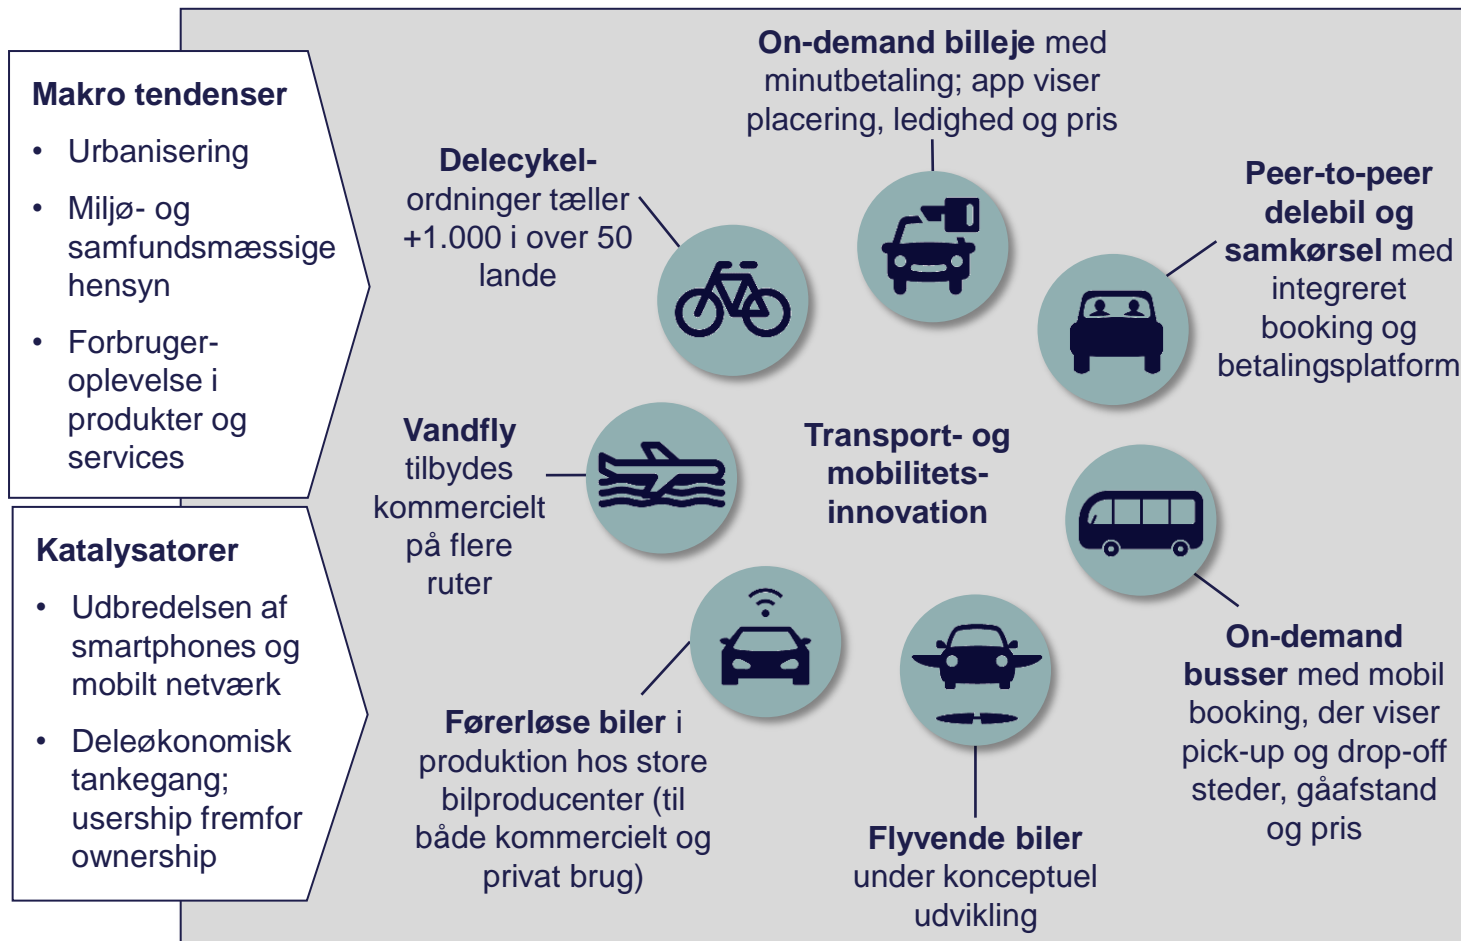 Makro tendenser
• Urbanisering
• Miljø- og
samfundsmæssige
hensyn
• Forbruger-
oplevelse i
produkter og
services
Katalysatorer
• Udbredelsen af
smartphones og
mobilt netværk
• Deleøkonomisk
tankegang;
usership fremfor
ownership
On-demand billeje med
minutbetaling; app viser
placering, ledighed og pris
Delecykel-
ordninger tæller
+1.000 i over 50
lande
Peer-to-peer
delebil og
samkørsel med
integreret
booking og
betalingsplatform
Vandfly
tilbydes
kommercielt
på flere
ruter
Transport- og
mobilitets-
innovation
On-demand
busser med mobil
booking, der viser
pick-up og drop-off
steder, gåafstand
og pris
Førerløse biler i
produktion hos store
bilproducenter (til
både kommercielt og
privat brug)
Flyvende biler
under konceptuel
udvikling